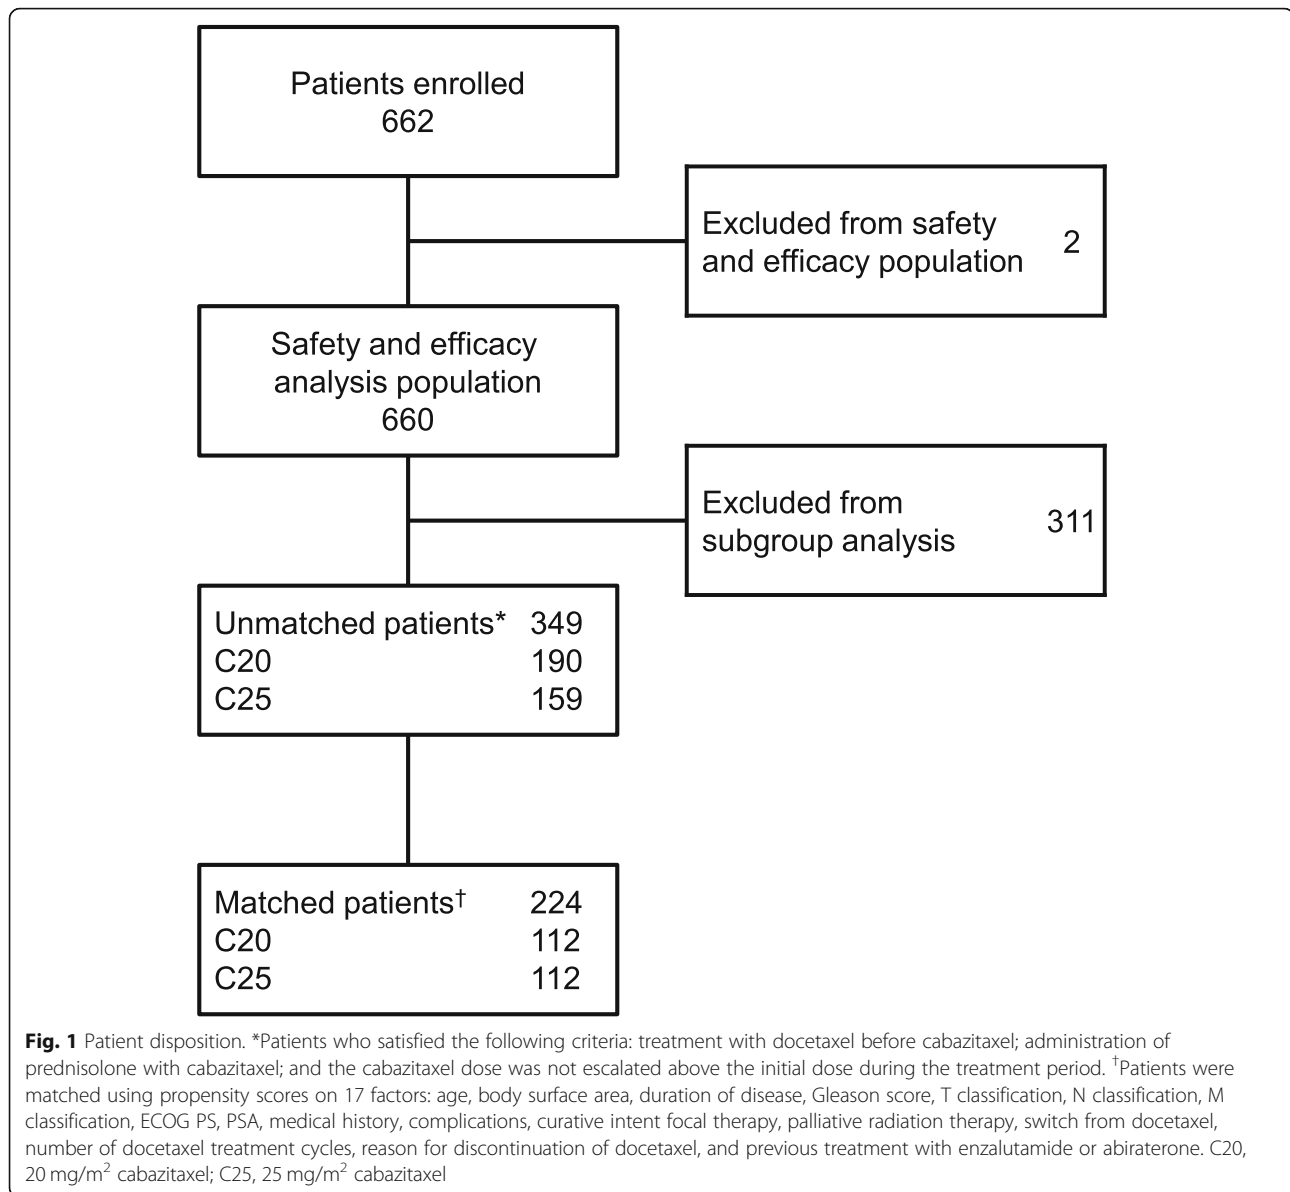 Patients enrolled
662
Excluded from safety
and efficacy population 2
Safety and efficacy
analysis population
660
Excluded from
subgroup analysis 311
Unmatched patients* 349
C20 190
C25 159
Matched patients† 224
C20 112
C25 112
Fig. 1 Patient disposition. *Patients who satisfied the following criteria: treatment with docetaxel before cabazitaxel; administration of
prednisolone with cabazitaxel; and the cabazitaxel dose was not escalated above the initial dose during the treatment period. †Patients were
matched using propensity scores on 17 factors: age, body surface area, duration of disease, Gleason score, T classification, N classification, M
classification, ECOG PS, PSA, medical history, complications, curative intent focal therapy, palliative radiation therapy, switch from docetaxel,
number of docetaxel treatment cycles, reason for discontinuation of docetaxel, and previous treatment with enzalutamide or abiraterone. C20,
20 mg/m² cabazitaxel; C25, 25 mg/m² cabazitaxel